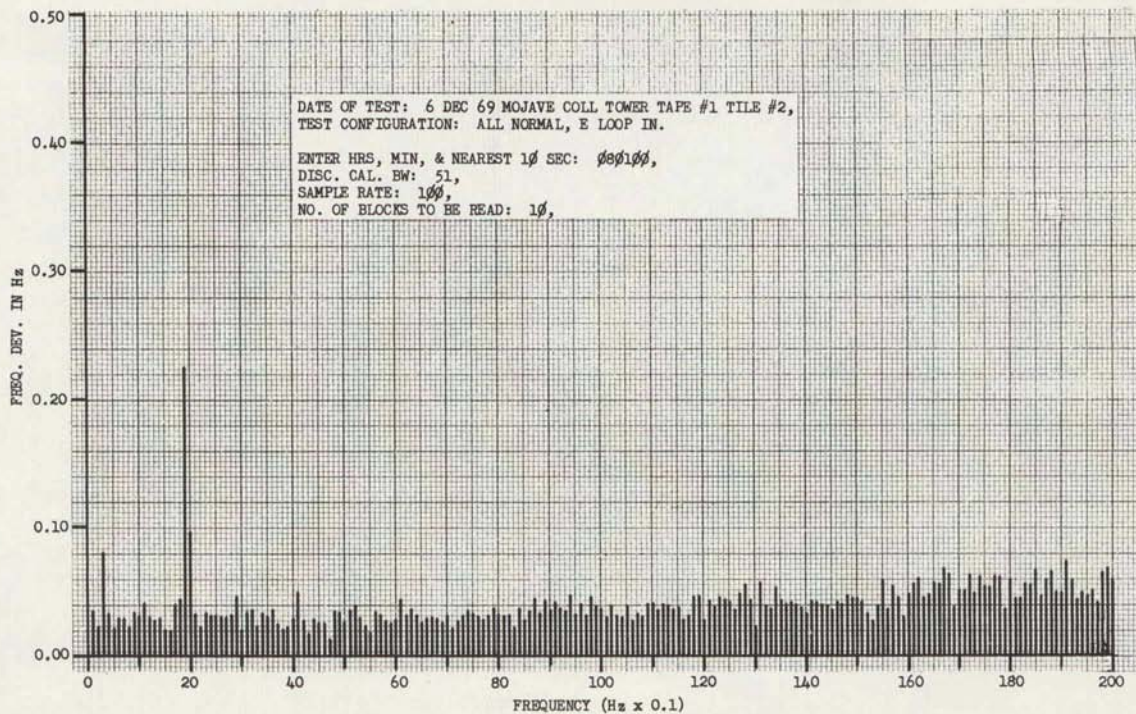 0.50
DATE OF TEST: 6 DEC 69 MOJAVE COLL TOWER TAPE #1 TILE #2,
TEST CONFIGURATION: ALL NORMAL, E LOOP IN.
ENTER HRS, MIN, & NEAREST 1Ø SEC: Ø8Ø1ØØ,
DISC. CAL. BW: 51,
SAMPLE RATE: 1ØØ,
NO. OF BLOCKS TO BE READ: 1Ø,
0.40
0.30
0.20
0.10
0.00
FREQ. DEV. IN Hz
0 20 40 60 80 100 120 140 160 180 200
FREQUENCY (Hz x 0.1)